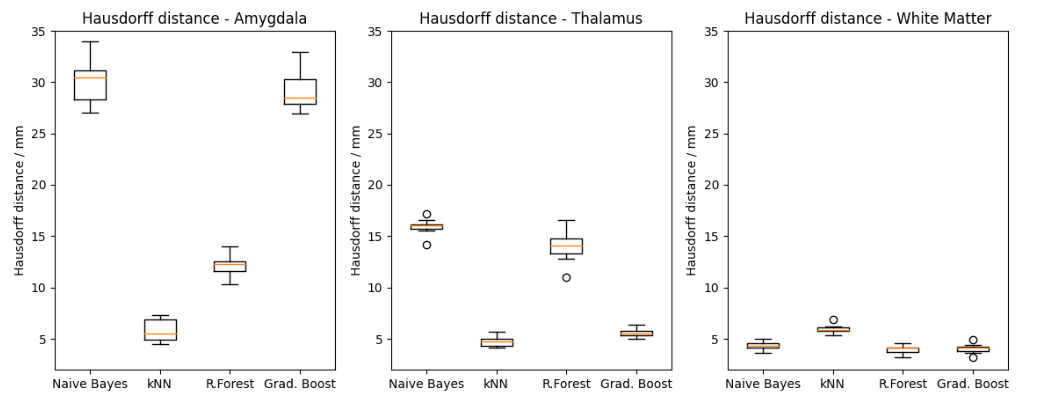 Hausdorff distance - Amygdala
Hausdorff distance / mm
35
30
25
20
15
10
5
Naive Bayes kNN R.Forest Grad. Boost
Hausdorff distance - Thalamus
Hausdorff distance / mm
35
30
25
20
15
10
5
Naive Bayes kNN R.Forest Grad. Boost
Hausdorff distance - White Matter
Hausdorff distance / mm
35
30
25
20
15
10
5
Naive Bayes kNN R.Forest Grad. Boost